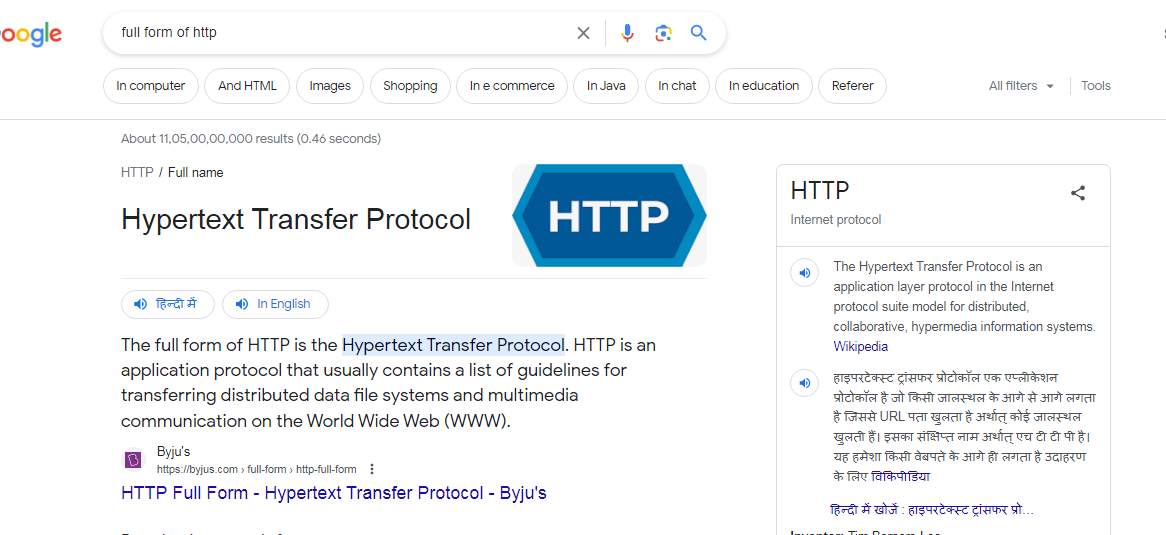 oogle
full form of http
In computer
And HTML
Images
Shopping
In e commerce
In Java
In chat
In education
Referer
All filters
Tools
About 11,05,00,00,000 results (0.46 seconds)
HTTP / Full name
Hypertext Transfer Protocol
HTTP
हिन्दी में
In English
The full form of HTTP is the Hypertext Transfer Protocol. HTTP is an
application protocol that usually contains a list of guidelines for
transferring distributed data file systems and multimedia
communication on the World Wide Web (WWW).
Byju's
https://byjus.com › full-form › http-full-form
HTTP Full Form - Hypertext Transfer Protocol - Byju's
HTTP
Internet protocol
The Hypertext Transfer Protocol is an
application layer protocol in the Internet
protocol suite model for distributed,
collaborative, hypermedia information systems.
Wikipedia
हाइपरटेक्स्ट ट्रांसफर प्रोटोकॉल एक एप्लीकेशन
प्रोटोकॉल है जो किसी जालस्थल के आगे से आगे लगता
है जिससे URL पता खुलता है अर्थात् कोई जालस्थल
खुलती हैं। इसका संक्षिप्त नाम अर्थात् एच टी टी पी है।
यह हमेशा किसी वेबपते के आगे ही लगता है उदाहरण
के लिए विकिपीडिया
हिन्दी में खोजें : हाइपरटेक्स्ट ट्रांसफर प्रो...